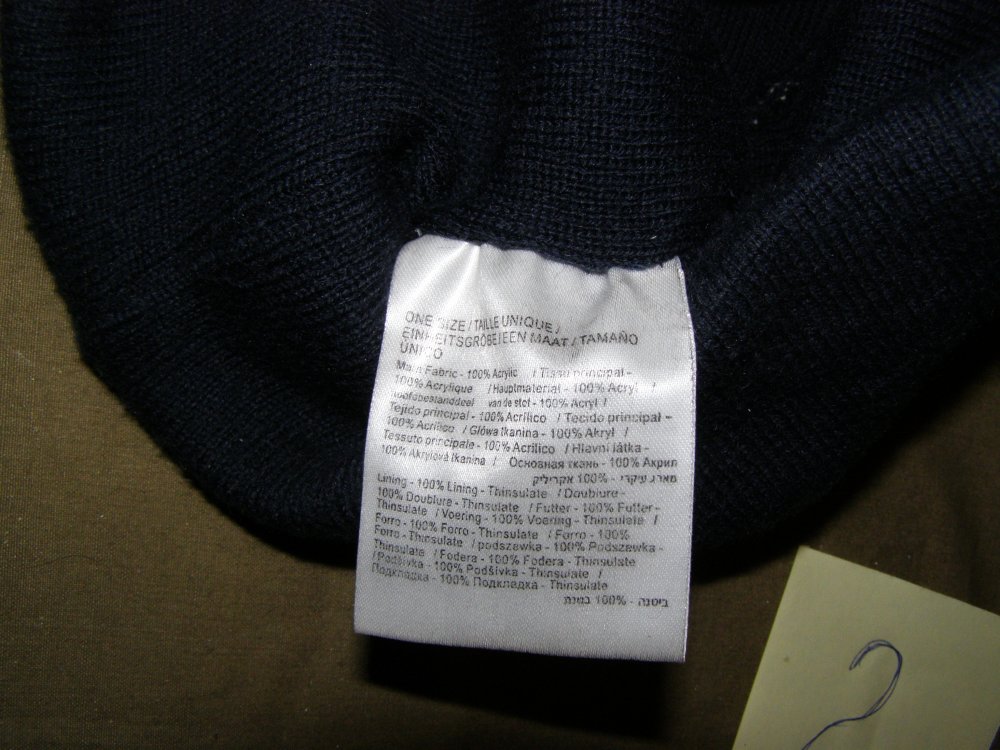 ONE SIZE / TAILLE UNIQUE /
EINHEITSGRÖßE/EEN MAAT / TAMAÑO
ÚNICO
Main Fabric - 100% Acrylic / Tissu principal -
100% Acrylique / Hauptmaterial - 100% Acryl /
hoofdbestanddeel van de stof - 100% Acryl /
Tejido principal - 100% Acrílico / Tecido principal -
100% Acrílico / Główa tkanina - 100% Akryl /
Tessuto principale - 100% Acrilico / Hlavní látka -
100% Akrylová tkanina / Основная ткань - 100% Акрил
מארג עיקרי - 100% אקריליק
Lining - 100% Lining - Thinsulate / Doublure -
100% Doublure - Thinsulate / Futter - 100% Futter -
Thinsulate / Voering - 100% Voering - Thinsulate /
Forro - 100% Forro - Thinsulate / Forro - 100%
Forro - Thinsulate / podszewka - 100% Podszewka -
Thinsulate / Fodera - 100% Fodera - Thinsulate
/ Podšívka - 100% Podšívka - Thinsulate /
Подкладка - 100% Подкладка - Thinsulate
ביטנה - 100% בטנת
2